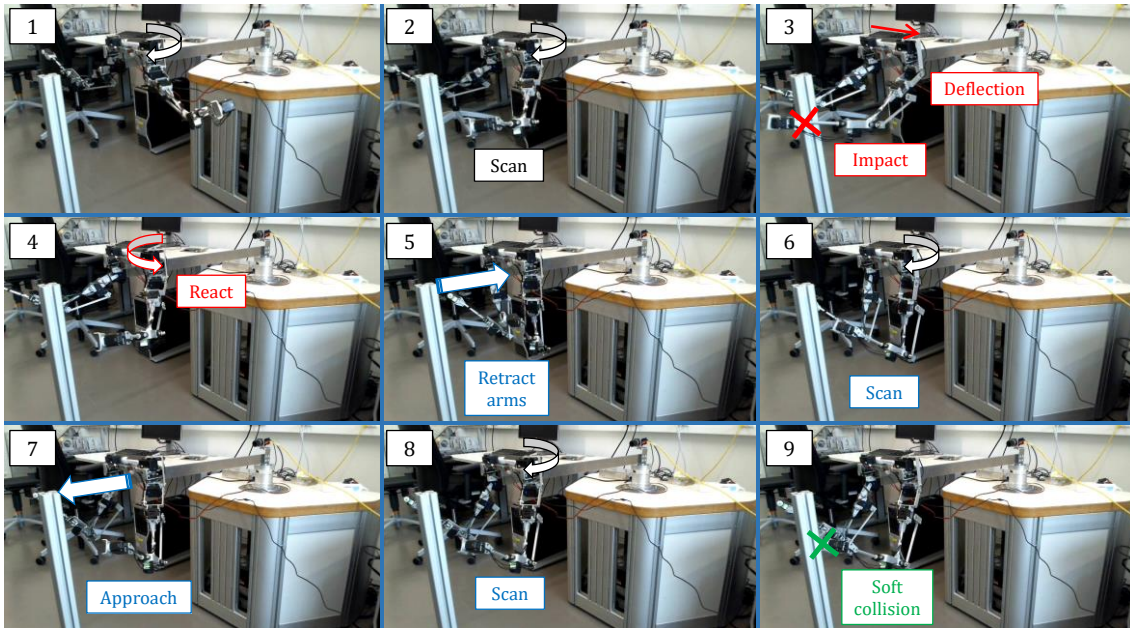 1
2
Scan
3
Deflection
Impact
4
React
5
Retract
arms
6
Scan
7
Approach
8
Scan
9
Soft
collision